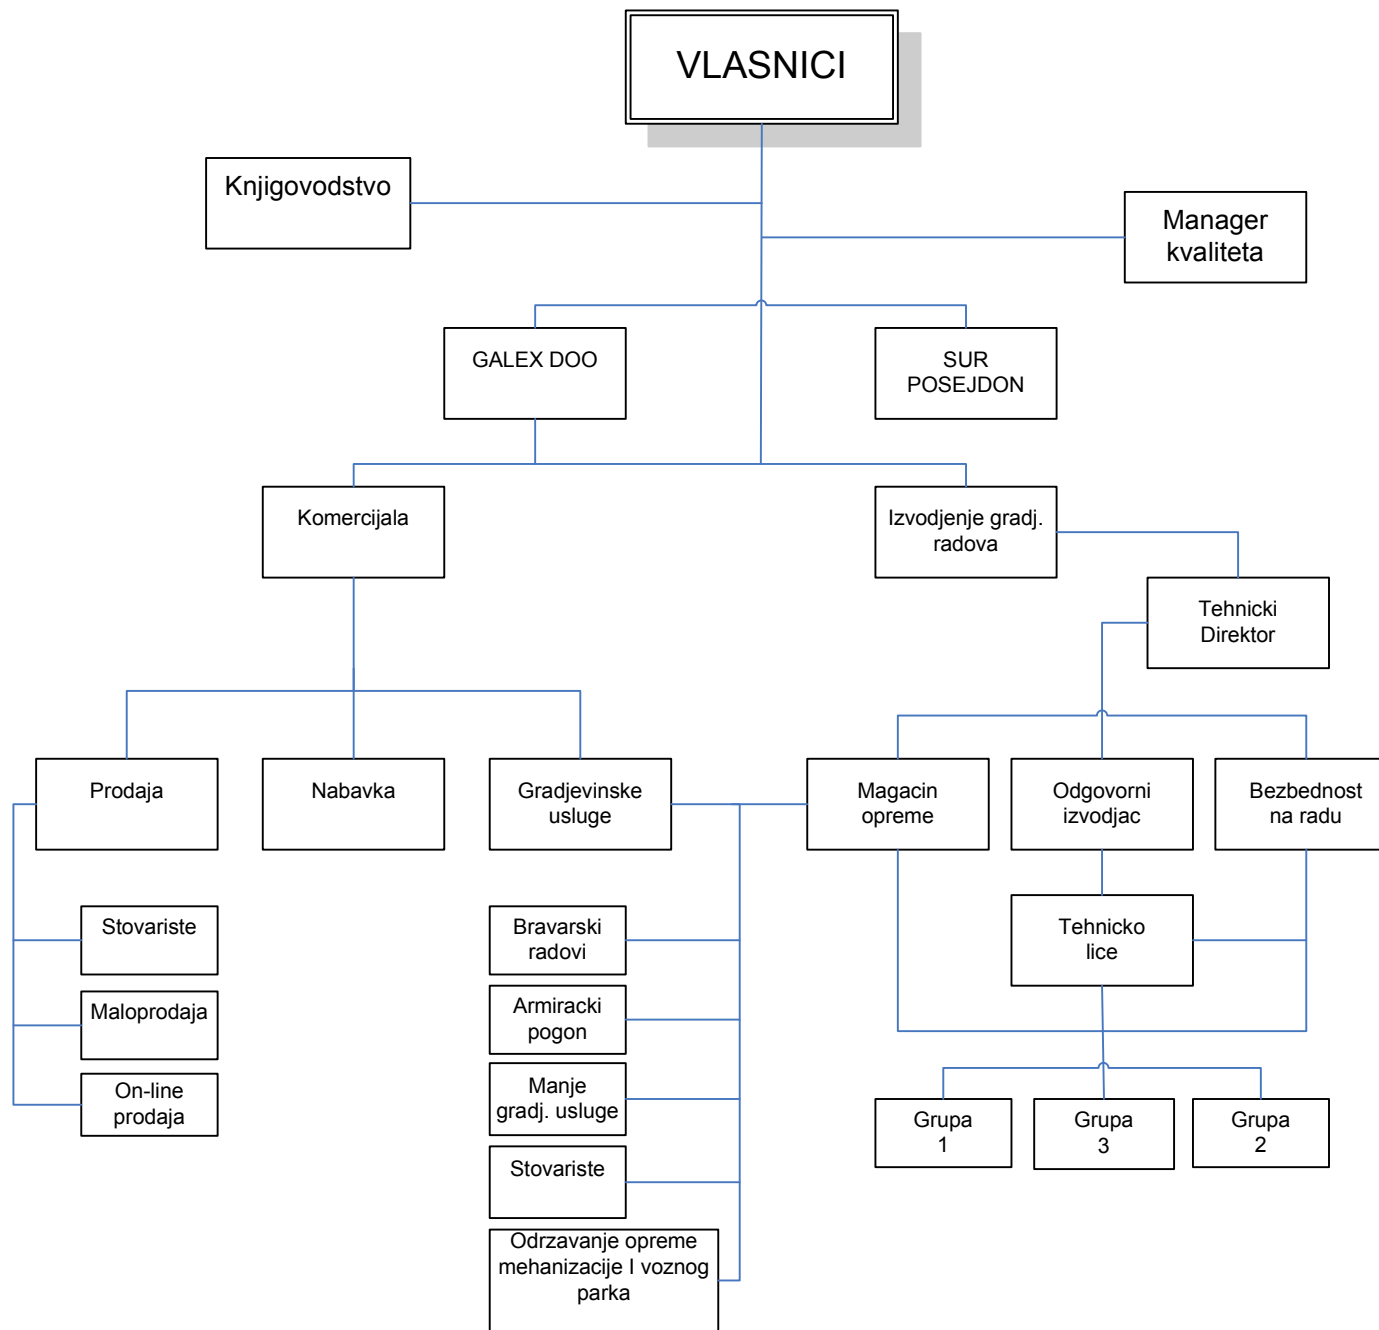 VLASNICI
Knjigovodstvo
Manager
kvaliteta
GALEX DOO
SUR
POSEJDON
Komercijala
Izvodjenje gradj.
radova
Tehnicki
Direktor
Prodaja
Nabavka
Gradjevinske
usluge
Magacin
opreme
Odgovorni
izvodjac
Bezbednost
na radu
Stovariste
Maloprodaja
On-line
prodaja
Bravarski
radovi
Armiracki
pogon
Manje
gradj. usluge
Stovariste
Odrzavanje opreme
mehanizacije I voznog
parka
Tehnicko
lice
Grupa
1
Grupa
3
Grupa
2